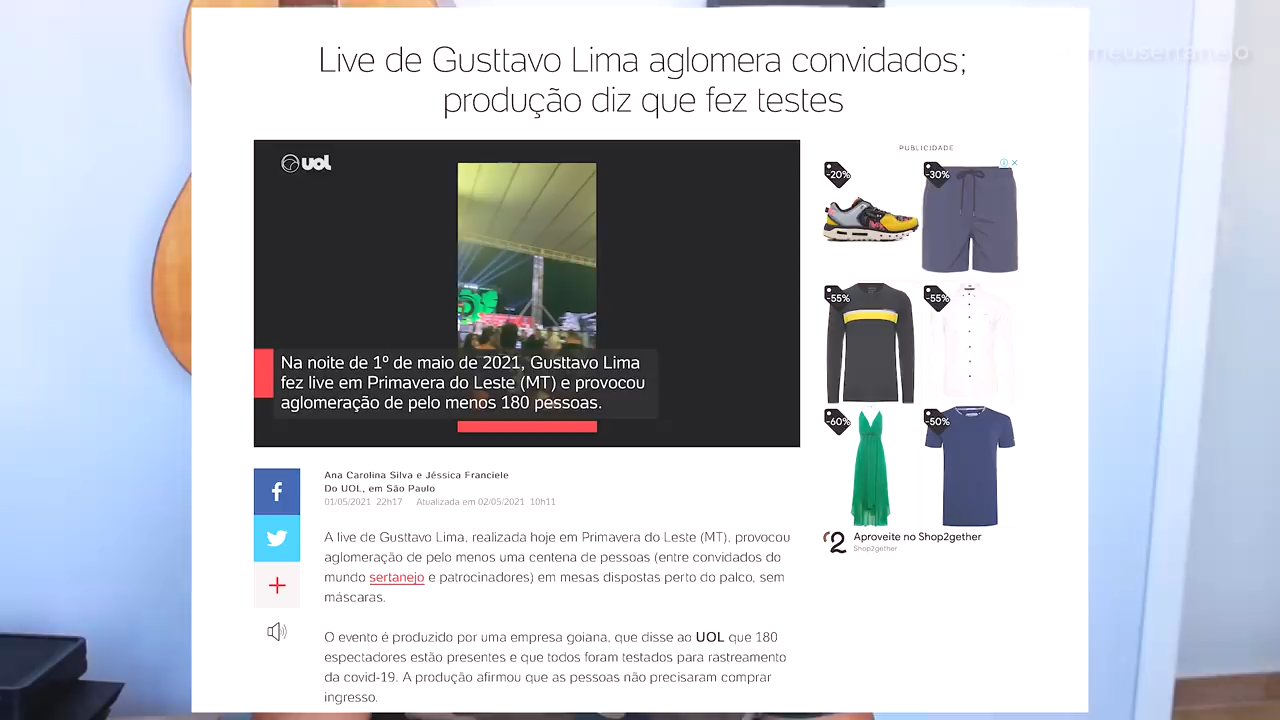 Live de Gusttavo Lima aglomera convidados;
produção diz que fez testes
meusertanejo
uol
Na noite de 1º de maio de 2021, Gusttavo Lima
fez live em Primavera do Leste (MT) e provocou
aglomeração de pelo menos 180 pessoas.
PUBLICIDADE
-20%
-30%
-55%
-55%
-60%
-50%
Aproveite no Shop2gether
Shop2gether
Ana Carolina Silva e Jéssica Franciele
Do UOL, em São Paulo
01/05/2021 22h17 Atualizada em 02/05/2021 10h11
A live de Gusttavo Lima, realizada hoje em Primavera do Leste (MT), provocou
aglomeração de pelo menos uma centena de pessoas (entre convidados do
mundo sertanejo e patrocinadores) em mesas dispostas perto do palco, sem
máscaras.
O evento é produzido por uma empresa goiana, que disse ao UOL que 180
espectadores estão presentes e que todos foram testados para rastreamento
da covid-19. A produção afirmou que as pessoas não precisaram comprar
ingresso.